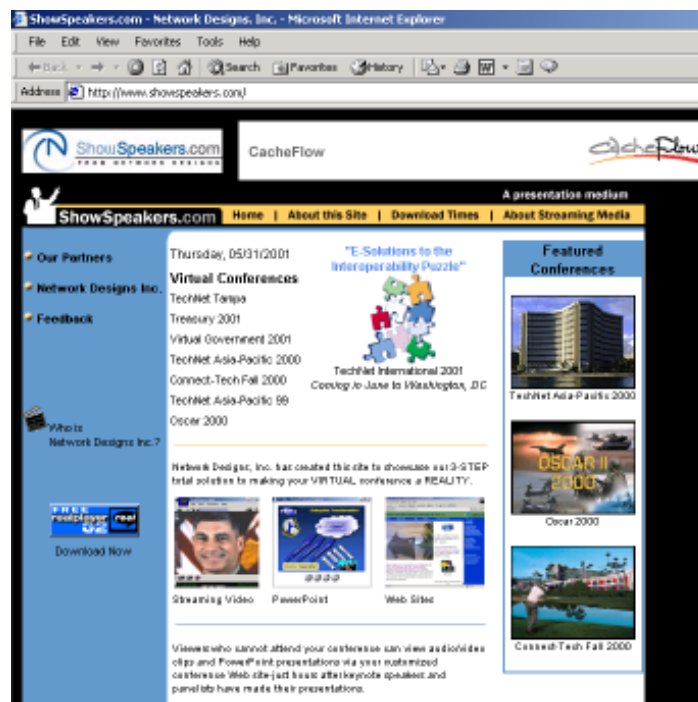 ShowSpeakers.com - Network Designs, Inc. - Microsoft Internet Explorer
File Edit View Favorites Tools Help
Back Search Favorites History
Address http://www.showspeakers.com/
ShowSpeakers.com
FROM NETWORK DESIGNS
CacheFlow
CacheFlow
A presentation medium
ShowSpeakers.com Home | About this Site | Download Times | About Streaming Media
Our Partners
Network Designs Inc.
Feedback
Who is
Network Designs Inc.?
FREE
realplayer real
Download Now
Thursday, 05/31/2001
Virtual Conferences
TechNet Tampa
Treasury 2001
Virtual Government 2001
TechNet Asia-Pacific 2000
Connect-Tech Fall 2000
TechNet Asia-Pacific 99
Oscar 2000
"E-Solutions to the
Interoperability Puzzle"
TechNet International 2001
Coming in June to Washington, DC
Network Designs, Inc. has created this site to showcase our 3-STEP
total solution to making your VIRTUAL conference a REALITY.
Streaming Video
PowerPoint
Web Sites
Viewers who cannot attend your conference can view audio/video
clips and PowerPoint presentations via your customized
conference Web site-just hours after keynote speakers and
panelists have made their presentations.
Featured
Conferences
TechNet Asia-Pacific 2000
OSCAR II
2000
Oscar 2000
Connect-Tech Fall 2000